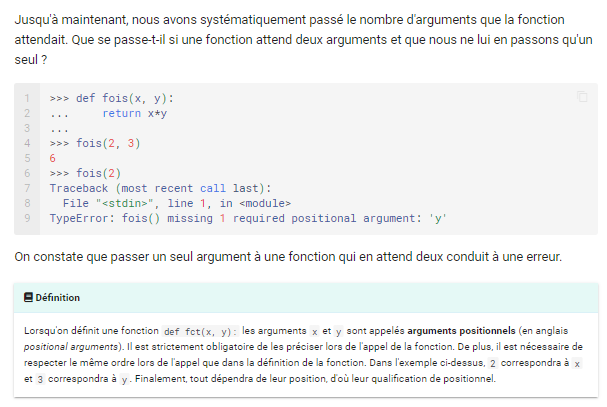 Jusqu'à maintenant, nous avons systématiquement passé le nombre d'arguments que la fonction
attendait. Que se passe-t-il si une fonction attend deux arguments et que nous ne lui en passons qu'un
seul ?
1 >>> def fois(x, y):
2 ...     return x*y
3 ...
4 >>> fois(2, 3)
5 6
6 >>> fois(2)
7 Traceback (most recent call last):
8   File "<stdin>", line 1, in <module>
9 TypeError: fois() missing 1 required positional argument: 'y'
On constate que passer un seul argument à une fonction qui en attend deux conduit à une erreur.
Définition
Lorsqu'on définit une fonction def fct(x, y): les arguments x et y sont appelés arguments positionnels (en anglais
positional arguments). Il est strictement obligatoire de les préciser lors de l'appel de la fonction. De plus, il est nécessaire de
respecter le même ordre lors de l'appel que dans la définition de la fonction. Dans l'exemple ci-dessus, 2 correspondra à x
et 3 correspondra à y. Finalement, tout dépendra de leur position, d'où leur qualification de positionnel.